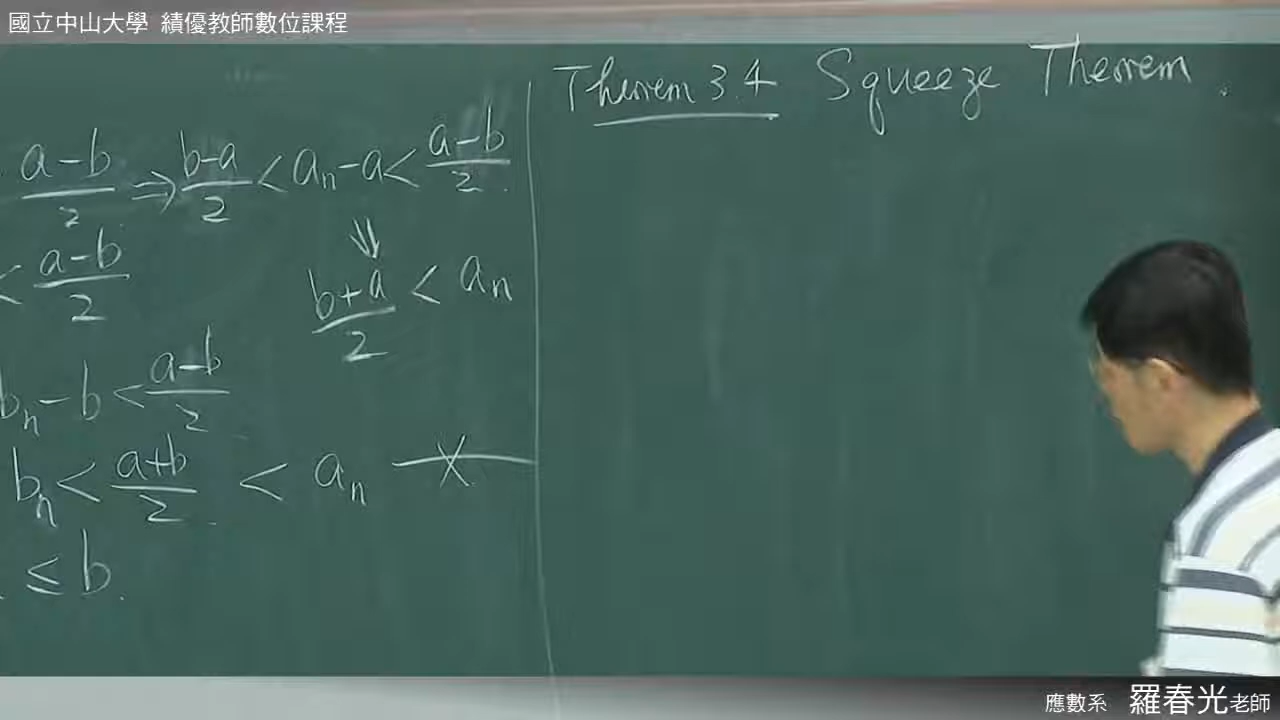 國立中山大學 績優教師數位課程
a-b/2 ⇒ b-a/2 < aₙ-a < a-b/2.
⇓
< a-b/2
b+a/2 < aₙ
bₙ-b < a-b/2
bₙ < a+b/2 < aₙ ※
≤ b.
Theorem 3.4 Squeeze Theorem.
應數系 羅春光老師